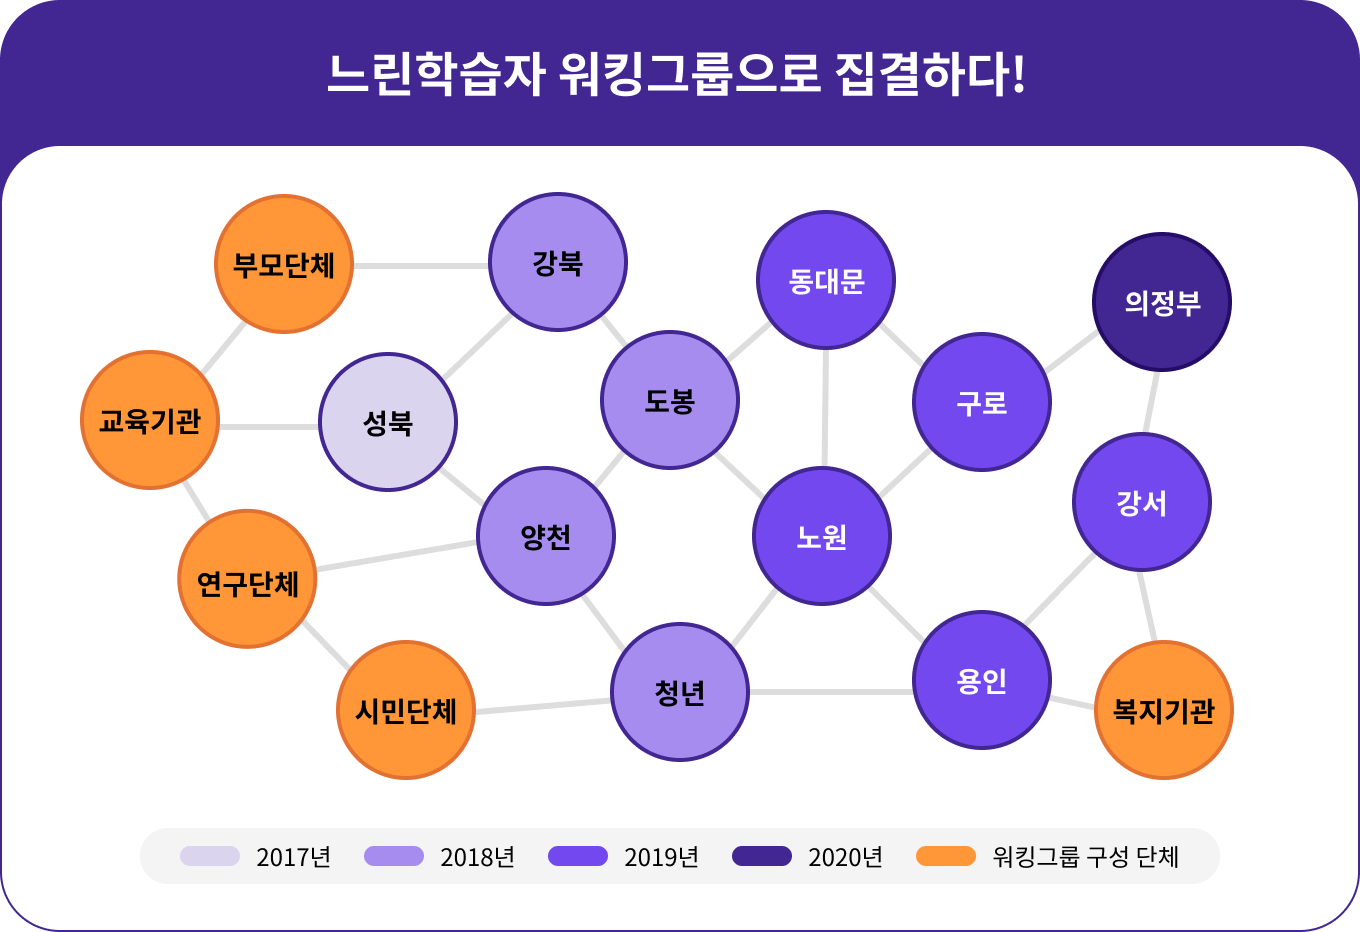 느린학습자 워킹그룹으로 집결하다!
부모단체
강북
동대문
의정부
교육기관
성북
도봉
구로
강서
양천
노원
연구단체
청년
용인
시민단체
복지기관
2017년
2018년
2019년
2020년
워킹그룹 구성 단체